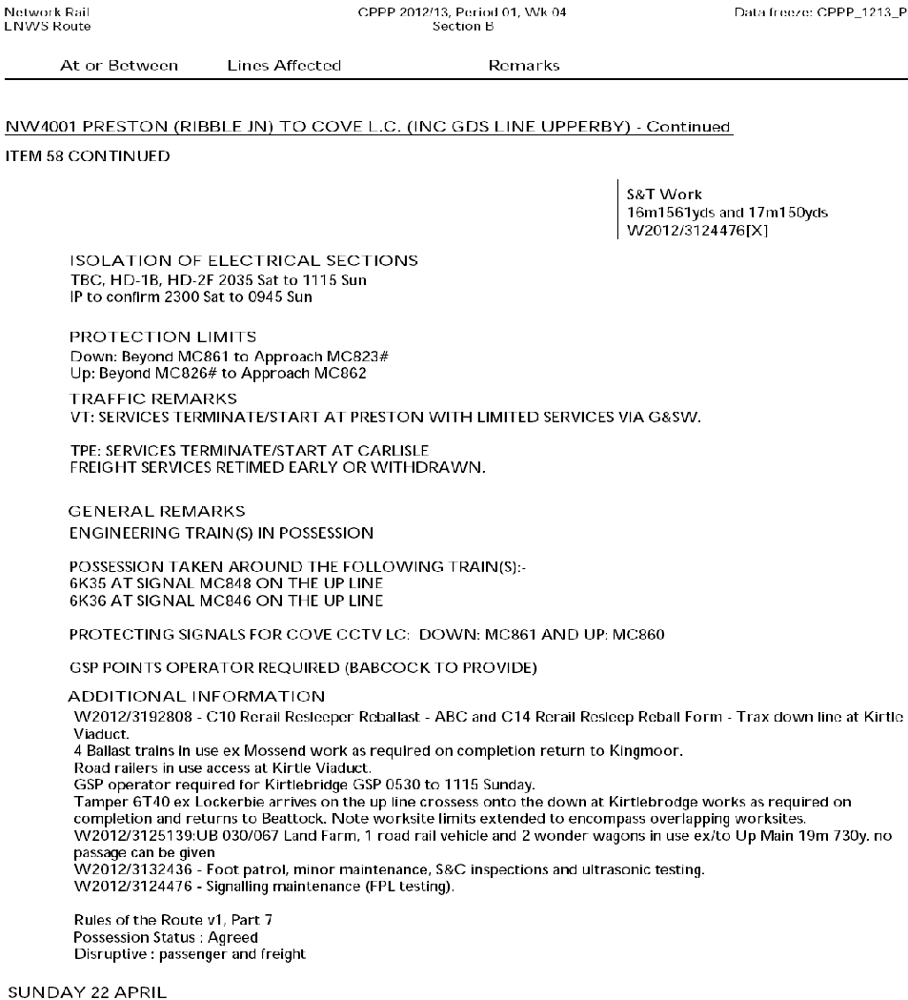 Network Rail CPPP 2012/13, Period 01, Wk 04 Data freeze: CPPP_1213_P
LNWS Route Section B
At or Between Lines Affected Remarks
NW4001 PRESTON (RIBBLE JN) TO COVE L.C. (INC GDS LINE UPPERBY) - Continued
ITEM 58 CONTINUED
S&T Work
16m1561yds and 17m150yds
W2012/3124476[X]
ISOLATION OF ELECTRICAL SECTIONS
TBC, HD-1B, HD-2F 2035 Sat to 1115 Sun
IP to confirm 2300 Sat to 0945 Sun
PROTECTION LIMITS
Down: Beyond MC861 to Approach MC823#
Up: Beyond MC826# to Approach MC862
TRAFFIC REMARKS
VT: SERVICES TERMINATE/START AT PRESTON WITH LIMITED SERVICES VIA G&SW.
TPE: SERVICES TERMINATE/START AT CARLISLE
FREIGHT SERVICES RETIMED EARLY OR WITHDRAWN.
GENERAL REMARKS
ENGINEERING TRAIN(S) IN POSSESSION
POSSESSION TAKEN AROUND THE FOLLOWING TRAIN(S):-
6K35 AT SIGNAL MC848 ON THE UP LINE
6K36 AT SIGNAL MC846 ON THE UP LINE
PROTECTING SIGNALS FOR COVE CCTV LC: DOWN: MC861 AND UP: MC860
GSP POINTS OPERATOR REQUIRED (BABCOCK TO PROVIDE)
ADDITIONAL INFORMATION
W2012/3192808 - C10 Rerail Resleeper Reballast - ABC and C14 Rerail Resleep Reball Form - Trax down line at Kirtle
Viaduct.
4 Ballast trains in use ex Mossend work as required on completion return to Kingmoor.
Road railers in use access at Kirtle Viaduct.
GSP operator required for Kirtlebridge GSP 0530 to 1115 Sunday.
Tamper 6T40 ex Lockerbie arrives on the up line crossess onto the down at Kirtlebrodge works as required on
completion and returns to Beattock. Note worksite limits extended to encompass overlapping worksites.
W2012/3125139:UB 030/067 Land Farm, 1 road rail vehicle and 2 wonder wagons in use ex/to Up Main 19m 730y. no
passage can be given
W2012/3132436 - Foot patrol, minor maintenance, S&C inspections and ultrasonic testing.
W2012/3124476 - Signalling maintenance (FPL testing).
Rules of the Route v1, Part 7
Possession Status : Agreed
Disruptive : passenger and freight
SUNDAY 22 APRIL